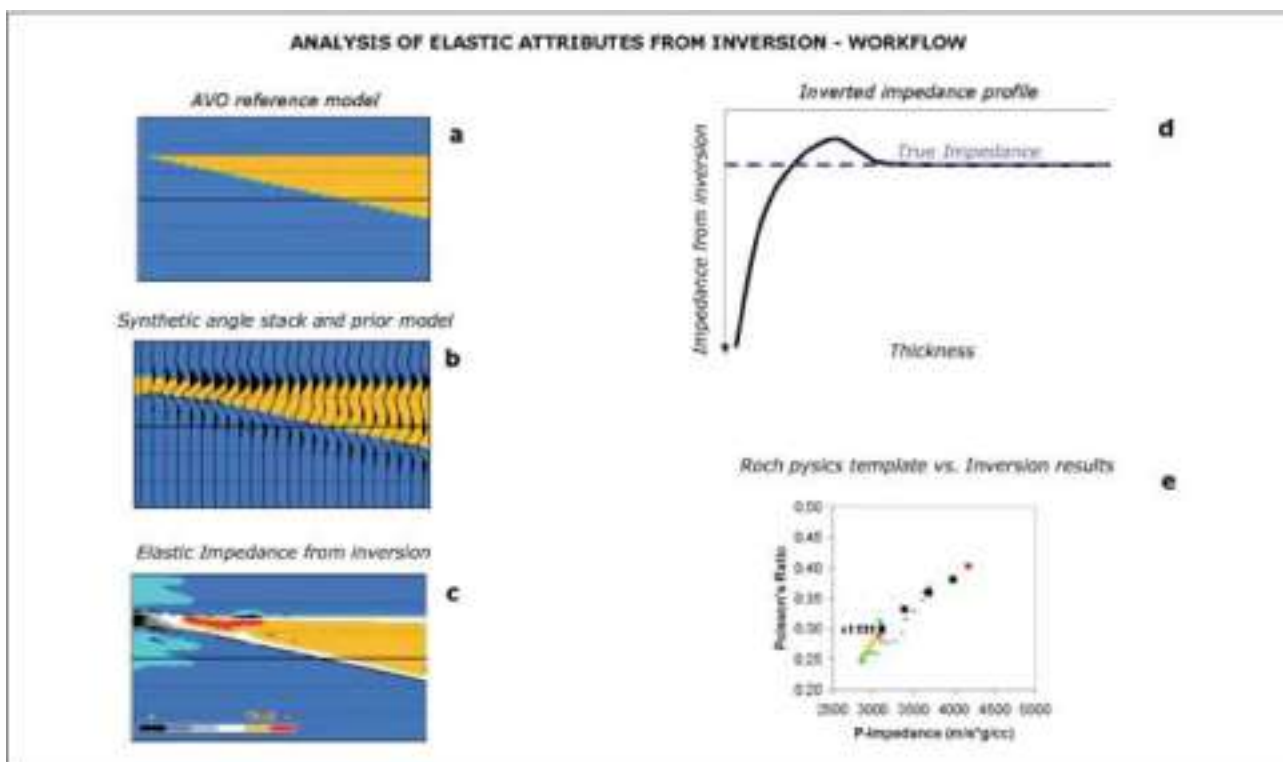 ANALYSIS OF ELASTIC ATTRIBUTES FROM INVERSION - WORKFLOW
AVO reference model
a
Synthetic angle stack and prior model
b
Elastic Impedance from inversion
c
Inverted impedance profile
d
True Impedance
Impedance from inversion
Thickness
Roch pysics template vs. Inversion results
e
0.50
0.45
0.40
0.35
0.30
0.25
0.20
Poisson's Ratio
2500 3000 3500 4000 4500 5000
P-Impedance (m/s*g/cc)